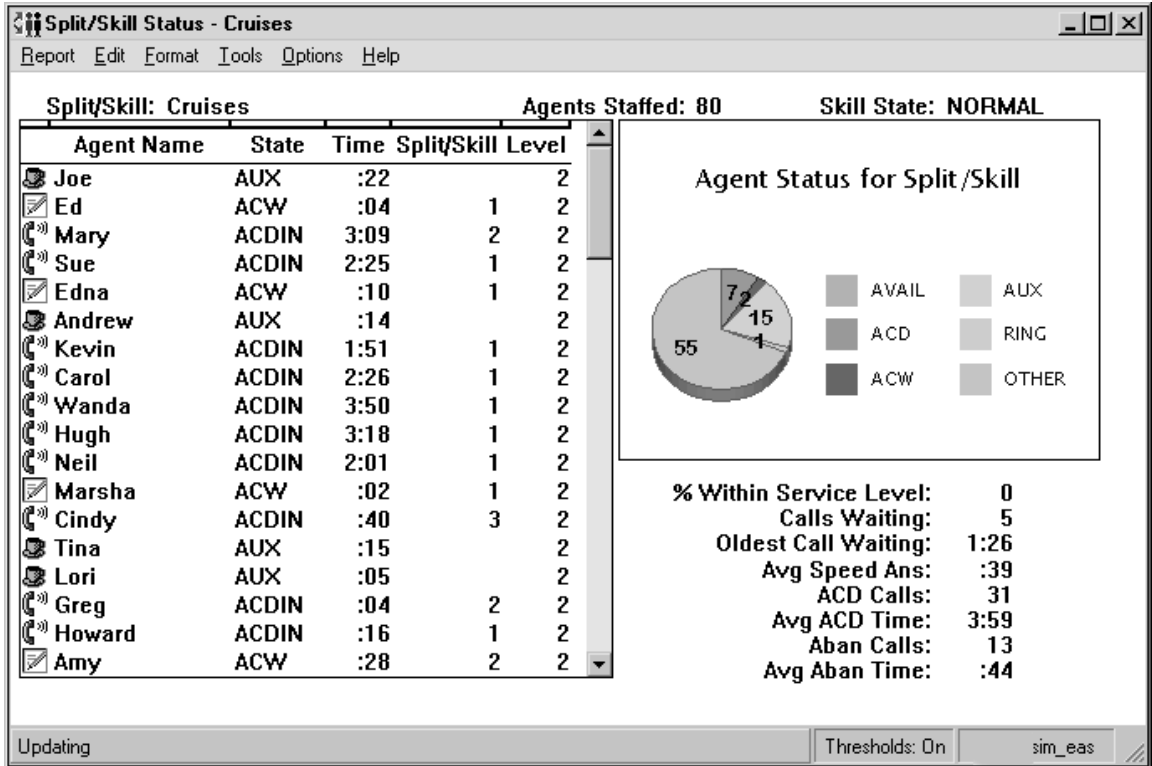 Split/Skill Status - Cruises
Report Edit Format Tools Options Help
Split/Skill: Cruises Agents Staffed: 80 Skill State: NORMAL
Agent Name State Time Split/Skill Level
Joe AUX :22 2
Ed ACW :04 1 2
Mary ACDIN 3:09 2 2
Sue ACDIN 2:25 1 2
Edna ACW :10 1 2
Andrew AUX :14 2
Kevin ACDIN 1:51 1 2
Carol ACDIN 2:26 1 2
Wanda ACDIN 3:50 1 2
Hugh ACDIN 3:18 1 2
Neil ACDIN 2:01 1 2
Marsha ACW :02 1 2
Cindy ACDIN :40 3 2
Tina AUX :15 2
Lori AUX :05 2
Greg ACDIN :04 2 2
Howard ACDIN :16 1 2
Amy ACW :28 2 2
Agent Status for Split/Skill
7 2
15
1
55
AVAIL AUX
ACD RING
ACW OTHER
% Within Service Level: 0
Calls Waiting: 5
Oldest Call Waiting: 1:26
Avg Speed Ans: :39
ACD Calls: 31
Avg ACD Time: 3:59
Aban Calls: 13
Avg Aban Time: :44
Updating Thresholds: On sim_eas